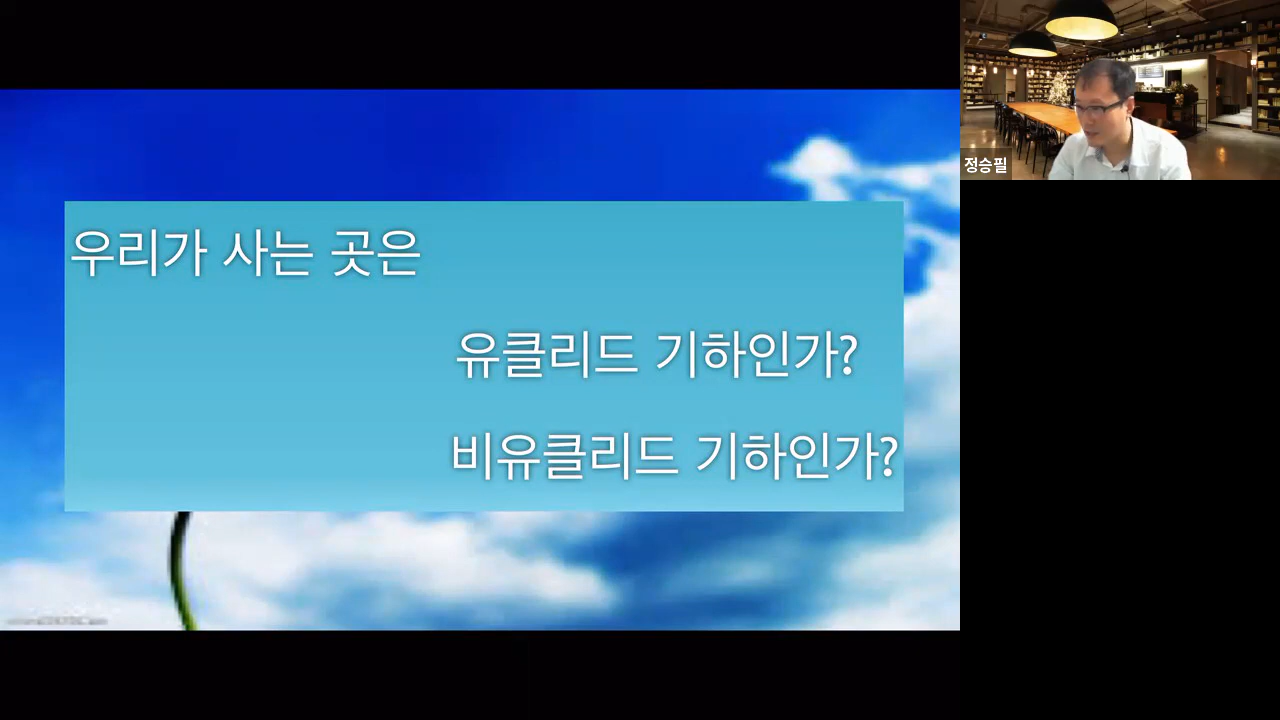 우리가 사는 곳은
유클리드 기하인가?
비유클리드 기하인가?
정승필